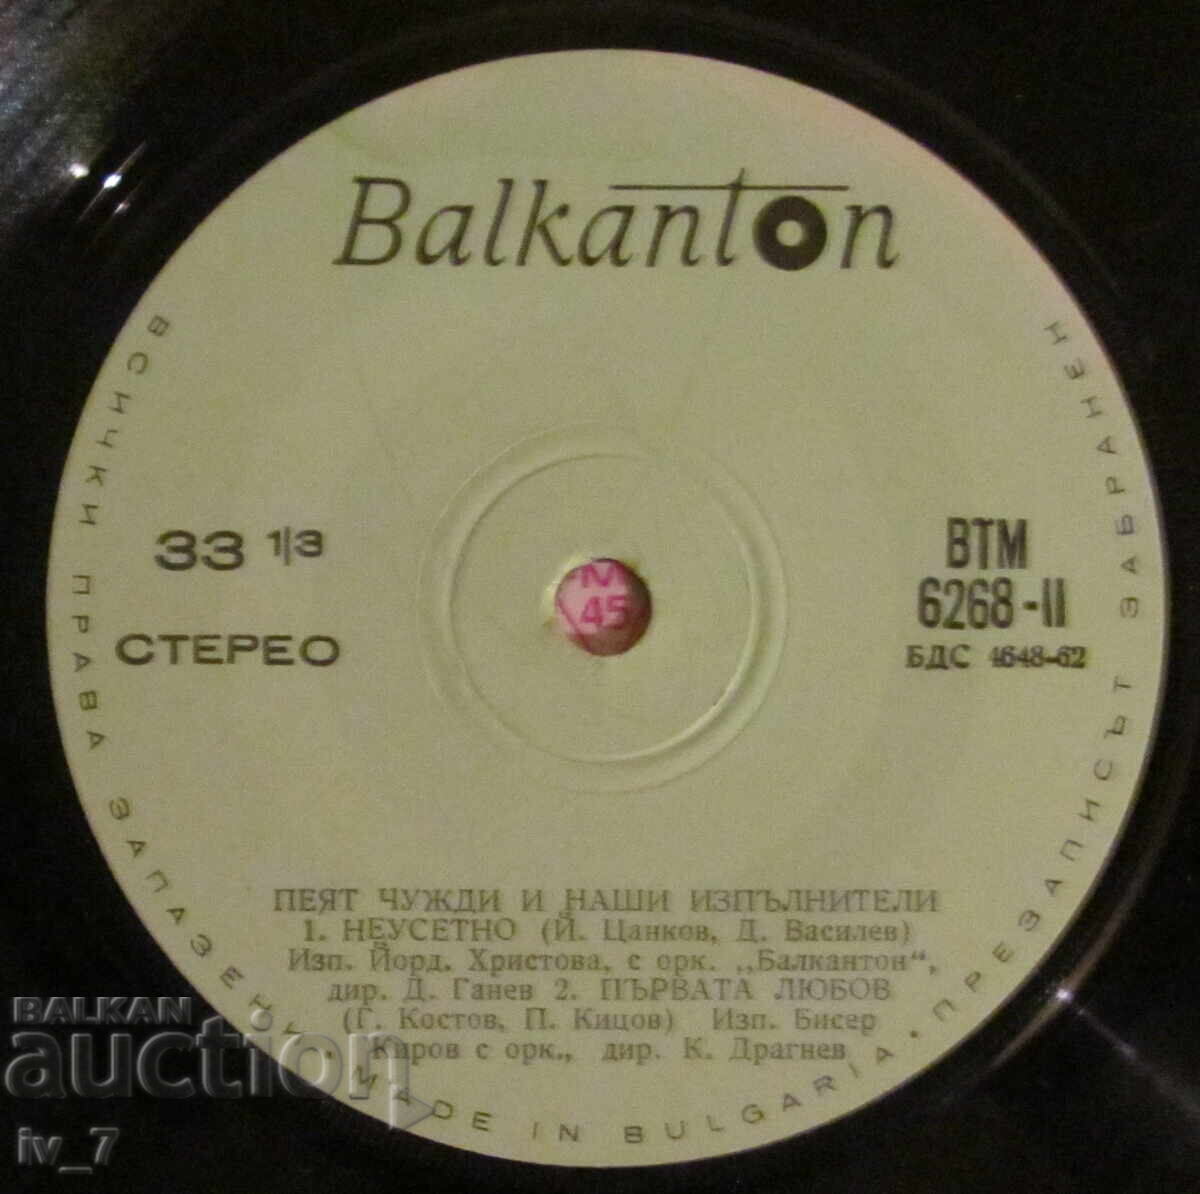 Balkanton
ВСИЧКИ ПРАВА ЗАПАЗЕНИ • MADE IN BULGARIA • ПРЕЗАПИСЪТ ЗАБРАНЕН
33 1/3
СТЕРЕО
ВТМ
6268-II
БДС 4648-62
М
45
ПЕЯТ ЧУЖДИ И НАШИ ИЗПЪЛНИТЕЛИ
1. НЕУСЕТНО (Й. Цанков, Д. Василев)
Изп. Йорд. Христова, с орк. „Балкантон“,
дир. Д. Ганев 2. ПЪРВАТА ЛЮБОВ
(Г. Костов, П. Кицов) Изп. Бисер
Киров с орк., дир. К. Драгнев
BALKAN
auction
iv_7